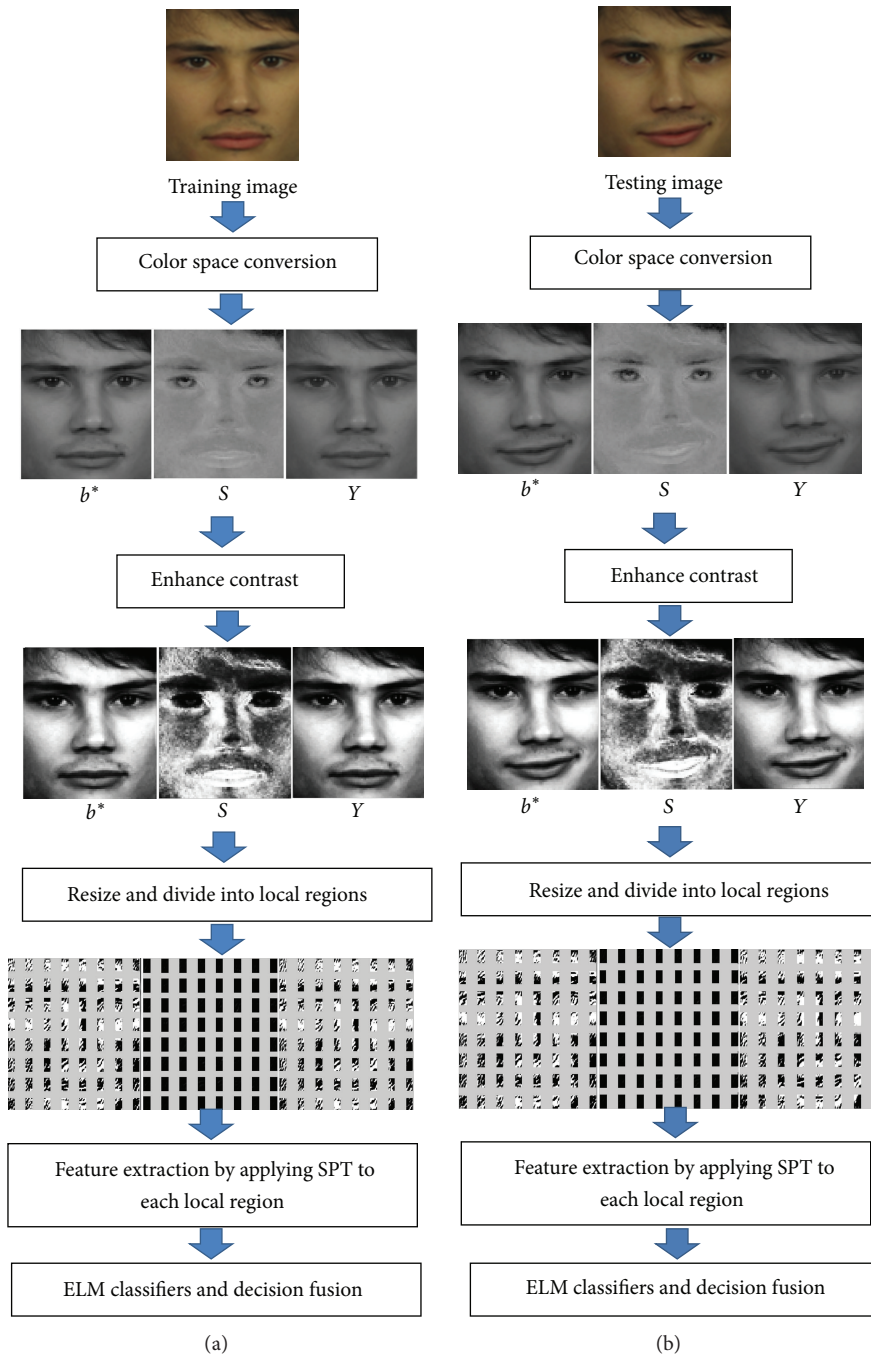 Training image
Color space conversion
b* S Y
Enhance contrast
b* S Y
Resize and divide into local regions
Feature extraction by applying SPT to
each local region
ELM classifiers and decision fusion
(a)
Testing image
Color space conversion
b* S Y
Enhance contrast
b* S Y
Resize and divide into local regions
Feature extraction by applying SPT to
each local region
ELM classifiers and decision fusion
(b)